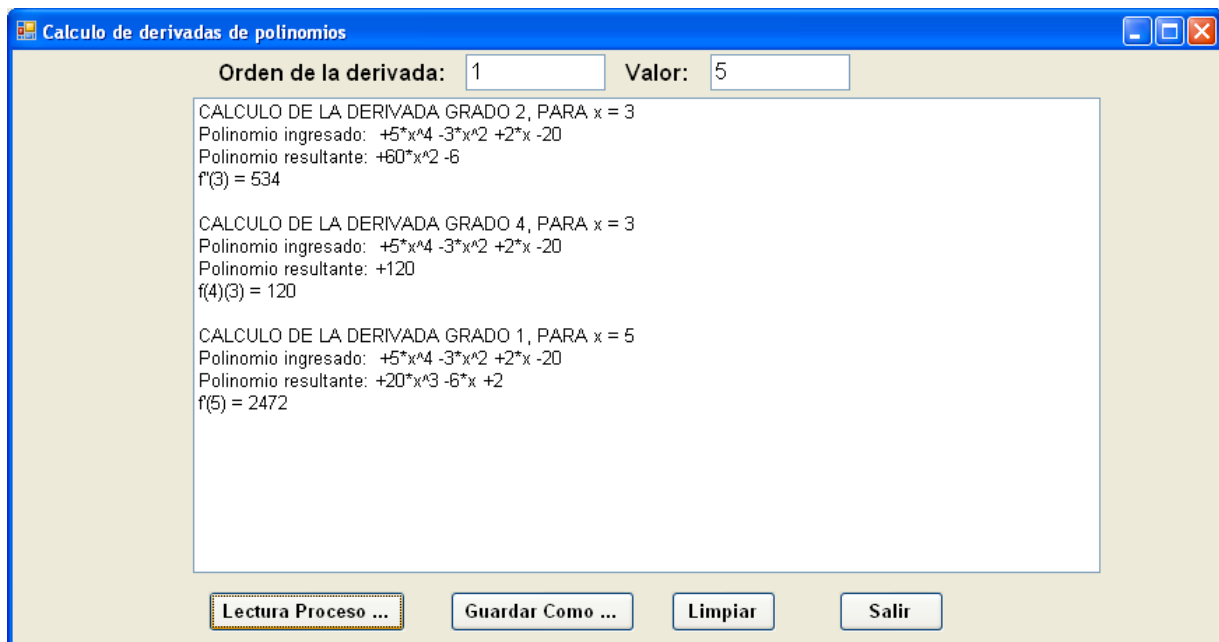 Calculo de derivadas de polinomios
Orden de la derivada: 1 Valor: 5
CALCULO DE LA DERIVADA GRADO 2, PARA x = 3
Polinomio ingresado: +5*x^4 -3*x^2 +2*x -20
Polinomio resultante: +60*x^2 -6
f''(3) = 534
CALCULO DE LA DERIVADA GRADO 4, PARA x = 3
Polinomio ingresado: +5*x^4 -3*x^2 +2*x -20
Polinomio resultante: +120
f(4)(3) = 120
CALCULO DE LA DERIVADA GRADO 1, PARA x = 5
Polinomio ingresado: +5*x^4 -3*x^2 +2*x -20
Polinomio resultante: +20*x^3 -6*x +2
f'(5) = 2472
Lectura Proceso ... Guardar Como ... Limpiar Salir